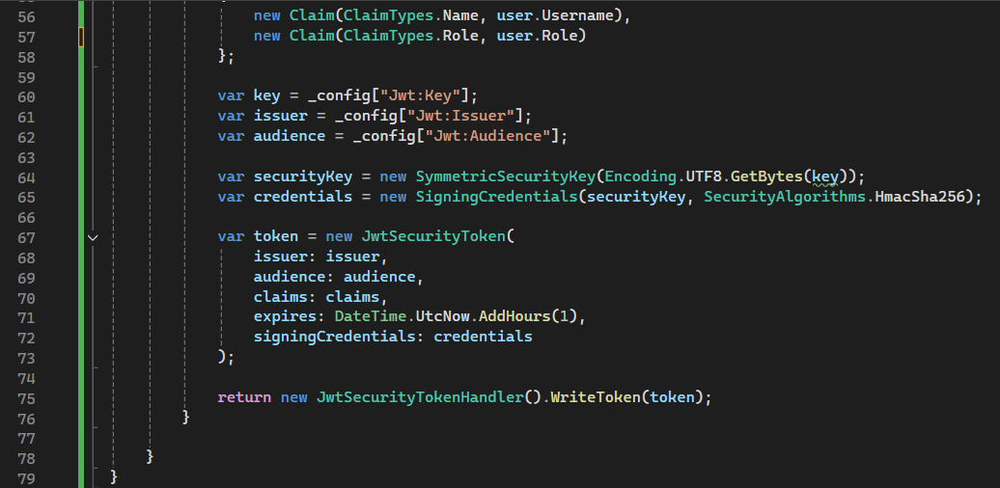 56 new Claim(ClaimTypes.Name, user.Username),
57 new Claim(ClaimTypes.Role, user.Role)
58 };
59
60 var key = _config["Jwt:Key"];
61 var issuer = _config["Jwt:Issuer"];
62 var audience = _config["Jwt:Audience"];
63
64 var securityKey = new SymmetricSecurityKey(Encoding.UTF8.GetBytes(key));
65 var credentials = new SigningCredentials(securityKey, SecurityAlgorithms.HmacSha256);
66
67 var token = new JwtSecurityToken(
68 issuer: issuer,
69 audience: audience,
70 claims: claims,
71 expires: DateTime.UtcNow.AddHours(1),
72 signingCredentials: credentials
73 );
74
75 return new JwtSecurityTokenHandler().WriteToken(token);
76 }
77
78 }
79 }